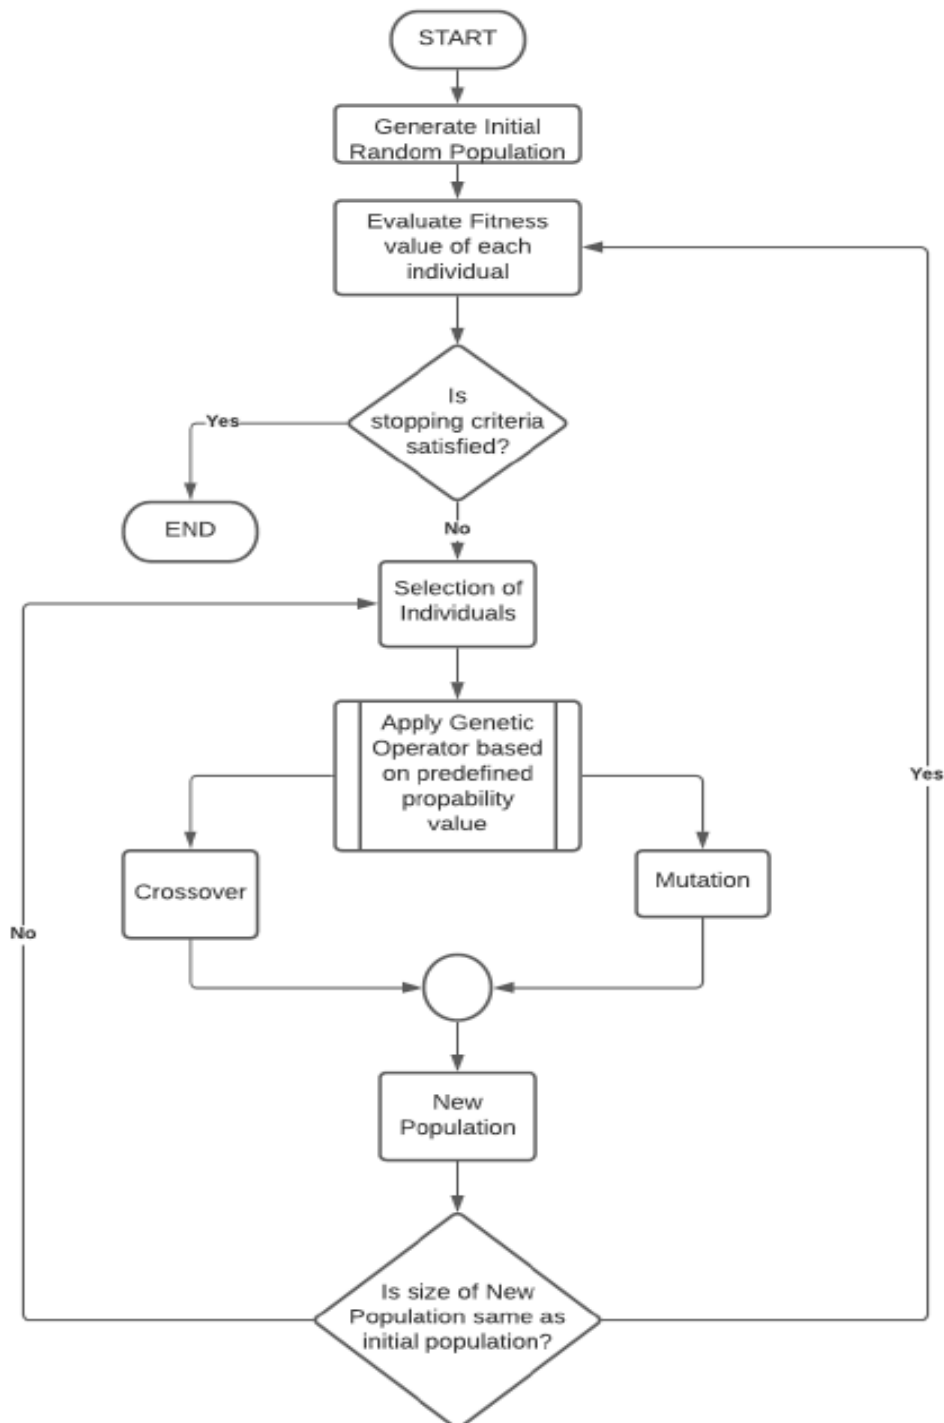 START
Generate Initial
Random Population
Evaluate Fitness
value of each
individual
Is
stopping criteria
satisfied?
Yes
END
No
Selection of
Individuals
Apply Genetic
Operator based
on predefined
propability
value
Yes
Crossover
Mutation
No
New
Population
Is size of New
Population same as
initial population?